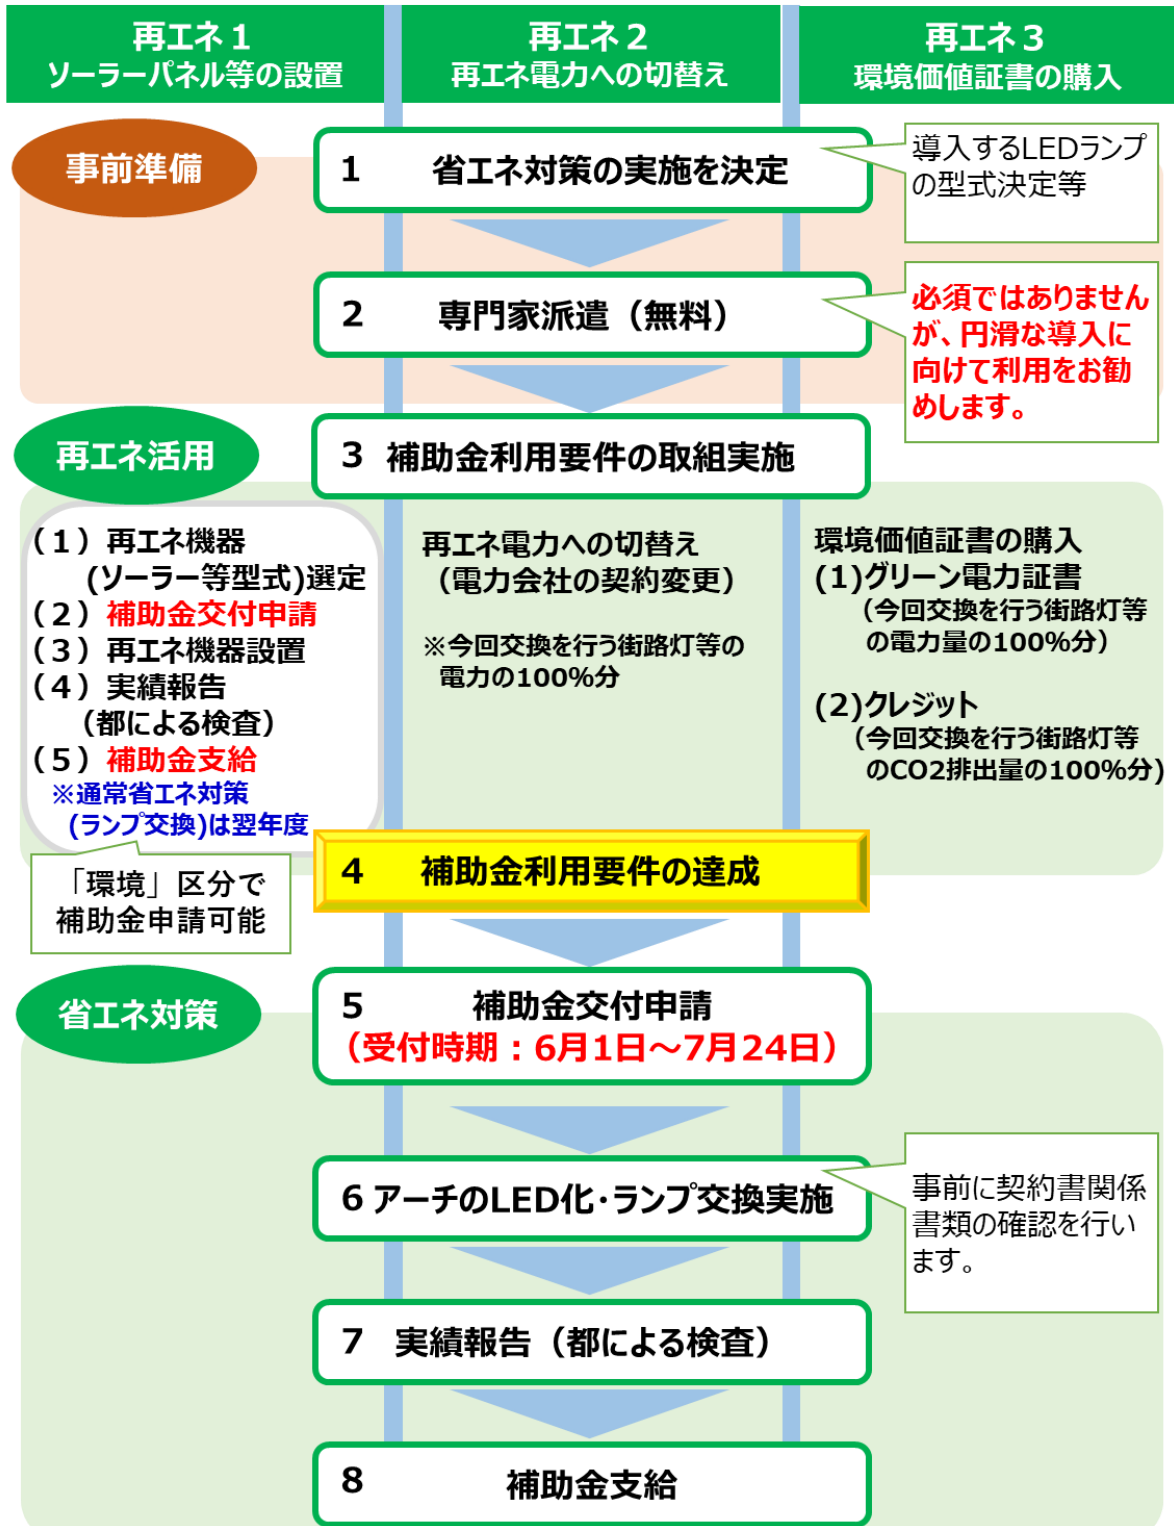 再エネ１
ソーラーパネル等の設置
再エネ２
再エネ電力への切替え
再エネ３
環境価値証書の購入
事前準備
1 省エネ対策の実施を決定
導入するLEDランプ
の型式決定等
2 専門家派遣（無料）
必須ではありません
が、円滑な導入に
向けて利用をお勧
めします。
再エネ活用
3 補助金利用要件の取組実施
（１）再エネ機器
(ソーラー等型式)選定
（２）補助金交付申請
（３）再エネ機器設置
（４）実績報告
（都による検査）
（５）補助金支給
※通常省エネ対策
(ランプ交換)は翌年度
「環境」区分で
補助金申請可能
再エネ電力への切替え
（電力会社の契約変更）
※今回交換を行う街路灯等の
電力の100%分
環境価値証書の購入
(1)グリーン電力証書
（今回交換を行う街路灯等
の電力量の100%分）
(2)クレジット
（今回交換を行う街路灯等
のCO2排出量の100%分)
4 補助金利用要件の達成
省エネ対策
5 補助金交付申請
（受付時期：6月1日～7月24日）
6 アーチのLED化･ランプ交換実施
事前に契約書関係
書類の確認を行い
ます。
7 実績報告（都による検査）
8 補助金支給